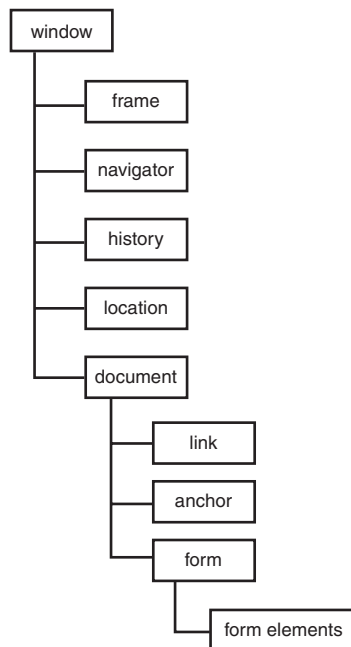 window
frame
navigator
history
location
document
link
anchor
form
form elements